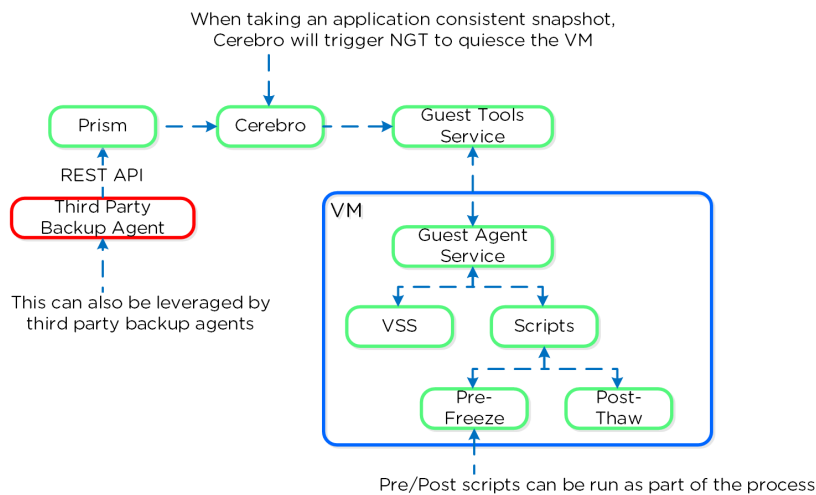 When taking an application consistent snapshot,
Cerebro will trigger NGT to quiesce the VM
Prism
Cerebro
Guest Tools
Service
REST API
Third Party
Backup Agent
VM
Guest Agent
Service
This can also be leveraged by
third party backup agents
VSS
Scripts
Pre-
Freeze
Post-
Thaw
Pre/Post scripts can be run as part of the process